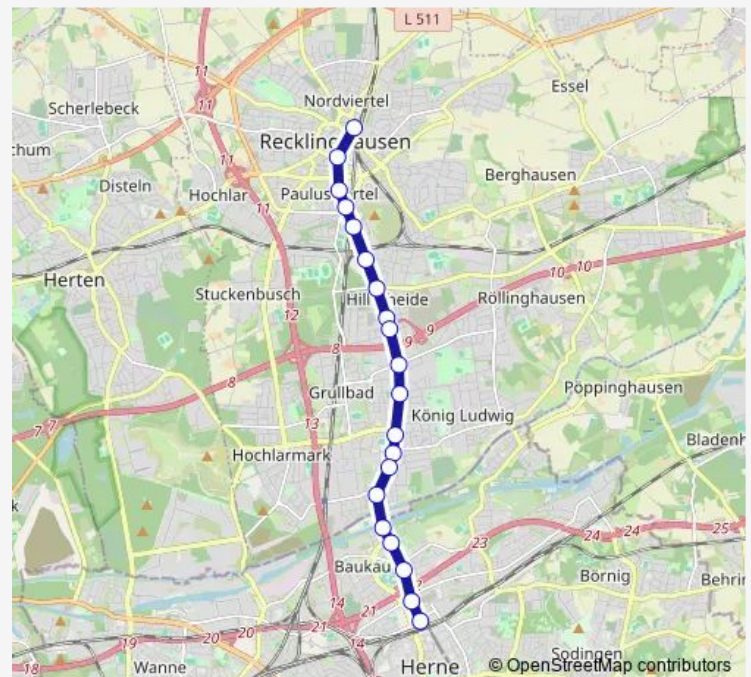 L 511
Nordviertel
Essel
Scherlebeck
11
11
Recklinghausen
chum
Berghausen
Disteln
Hochlar
Paulusviertel
11
11
Herten
10
10
Stuckenbusch
Hillerheide
Röllinghausen
12
9
9
8
8
Grullbad
Pöppinghausen
König Ludwig
7
7
13
Hochlarmark
Bladenh
k
23
24
24
25
Baukau
Börnig
Behrin
14
21
2
19
20
20
21
18
14
Wanne
Herne
Sodingen
© OpenStreetMap contributors